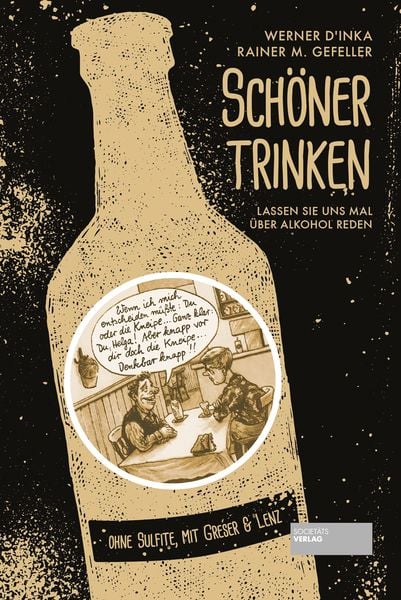 WERNER D'INKA
RAINER M. GEFELLER
SCHÖNER
TRINKEN
LASSEN SIE UNS MAL
ÜBER ALKOHOL REDEN
Wenn ich mich
entscheiden müßte: Du
oder die Kneipe... Ganz klar:
Du, Helga! Aber knapp vor
dir doch die Kneipe...
Denkbar knapp!!
OHNE SULFITE, MIT GRESER & LENZ
SOCIETÄTS
VERLAG